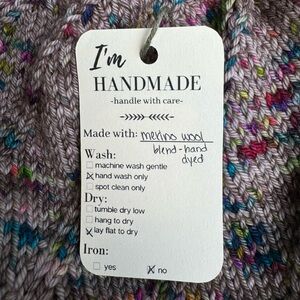 I'm
HANDMADE
-handle with care-
Made with: merino wool
blend-hand
dyed
Wash:
machine wash gentle
hand wash only
spot clean only
Dry:
tumble dry low
hang to dry
lay flat to dry
Iron:
yes
no